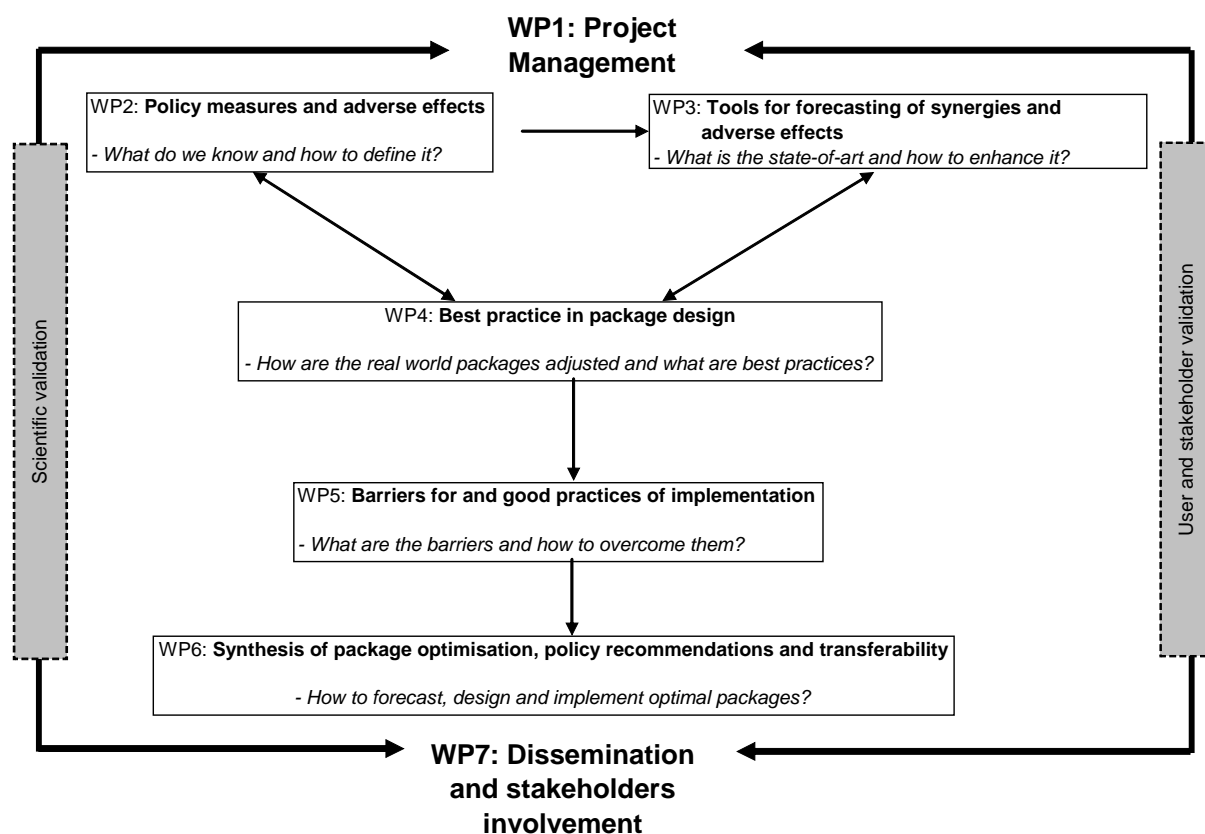 WP1: Project
Management
WP2: Policy measures and adverse effects
- What do we know and how to define it?
WP3: Tools for forecasting of synergies and
adverse effects
- What is the state-of-art and how to enhance it?
Scientific validation
User and stakeholder validation
WP4: Best practice in package design
- How are the real world packages adjusted and what are best practices?
WP5: Barriers for and good practices of implementation
- What are the barriers and how to overcome them?
WP6: Synthesis of package optimisation, policy recommendations and transferability
- How to forecast, design and implement optimal packages?
WP7: Dissemination
and stakeholders
involvement